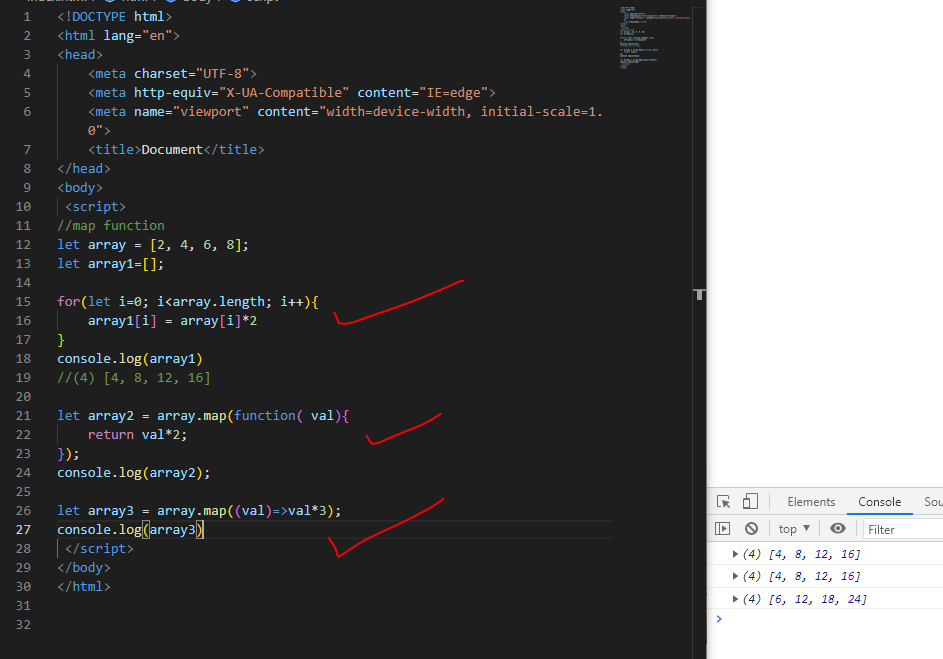 1 <!DOCTYPE html>
2 <html lang="en">
3 <head>
4 <meta charset="UTF-8">
5 <meta http-equiv="X-UA-Compatible" content="IE=edge">
6 <meta name="viewport" content="width=device-width, initial-scale=1.
0">
7 <title>Document</title>
8 </head>
9 <body>
10 <script>
11 //map function
12 let array = [2, 4, 6, 8];
13 let array1=[];
14
15 for(let i=0; i<array.length; i++){
16 array1[i] = array[i]*2
17 }
18 console.log(array1)
19 //(4) [4, 8, 12, 16]
20
21 let array2 = array.map(function( val){
22 return val*2;
23 });
24 console.log(array2);
25
26 let array3 = array.map((val)=>val*3);
27 console.log(array3)
28 </script>
29 </body>
30 </html>
31
32
Elements Console Sou
top Filter
(4) [4, 8, 12, 16]
(4) [4, 8, 12, 16]
(4) [6, 12, 18, 24]